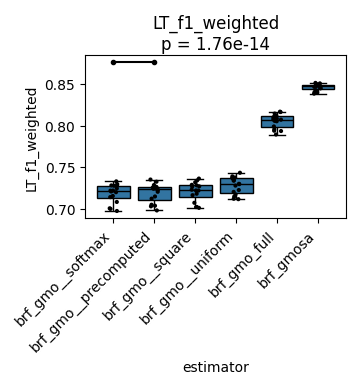 LT_f1_weighted
p = 1.76e-14
LT_f1_weighted
0.85
0.80
0.75
0.70
brf_gmo__softmax
brf_gmo__precomputed
brf_gmo__square
brf_gmo__uniform
brf_gmo_full
brf_gmosa
estimator